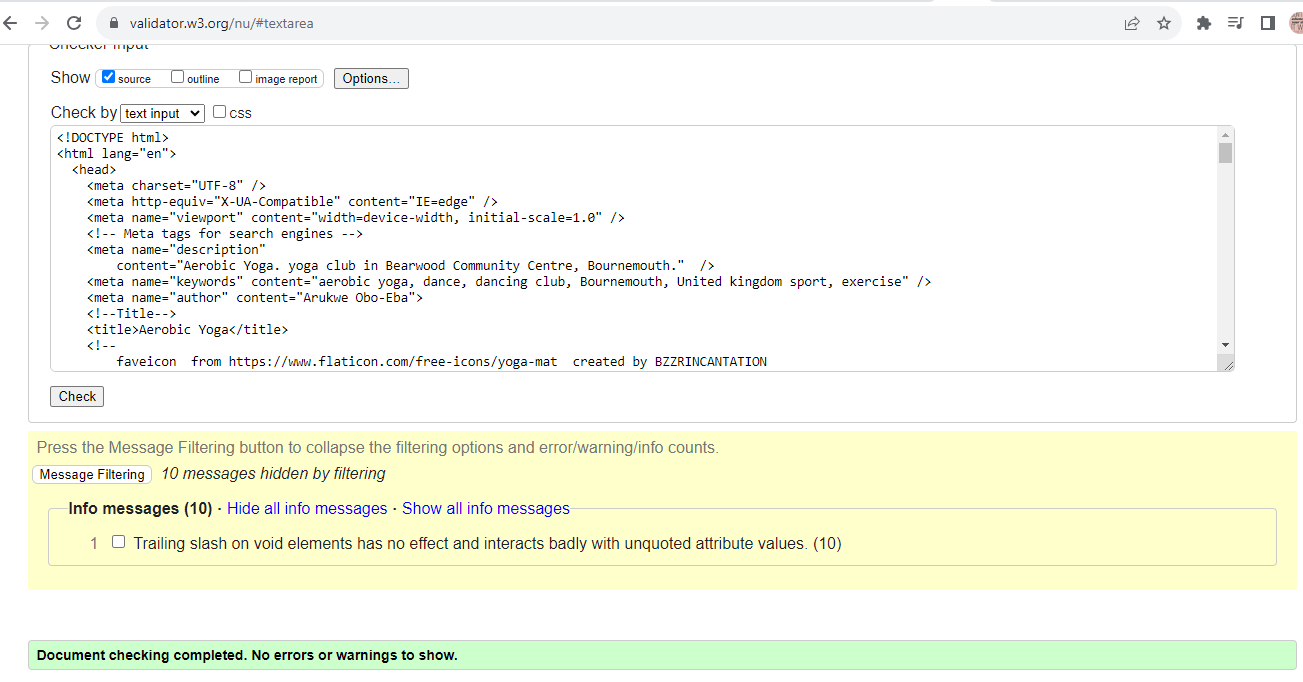 validator.w3.org/nu/#textarea
Checker Input
Show source outline image report Options...
Check by text input css
<!DOCTYPE html>
<html lang="en">
<head>
<meta charset="UTF-8" />
<meta http-equiv="X-UA-Compatible" content="IE=edge" />
<meta name="viewport" content="width=device-width, initial-scale=1.0" />
<!-- Meta tags for search engines -->
<meta name="description"
content="Aerobic Yoga. yoga club in Bearwood Community Centre, Bournemouth."  />
<meta name="keywords" content="aerobic yoga, dance, dancing club, Bournemouth, United kingdom sport, exercise" />
<meta name="author" content="Arukwe Obo-Eba">
<!--Title-->
<title>Aerobic Yoga</title>
<!--
faveicon  from https://www.flaticon.com/free-icons/yoga-mat  created by BZZRINCANTATION
Check
Press the Message Filtering button to collapse the filtering options and error/warning/info counts.
Message Filtering 10 messages hidden by filtering
Info messages (10) · Hide all info messages · Show all info messages
1 Trailing slash on void elements has no effect and interacts badly with unquoted attribute values. (10)
Document checking completed. No errors or warnings to show.